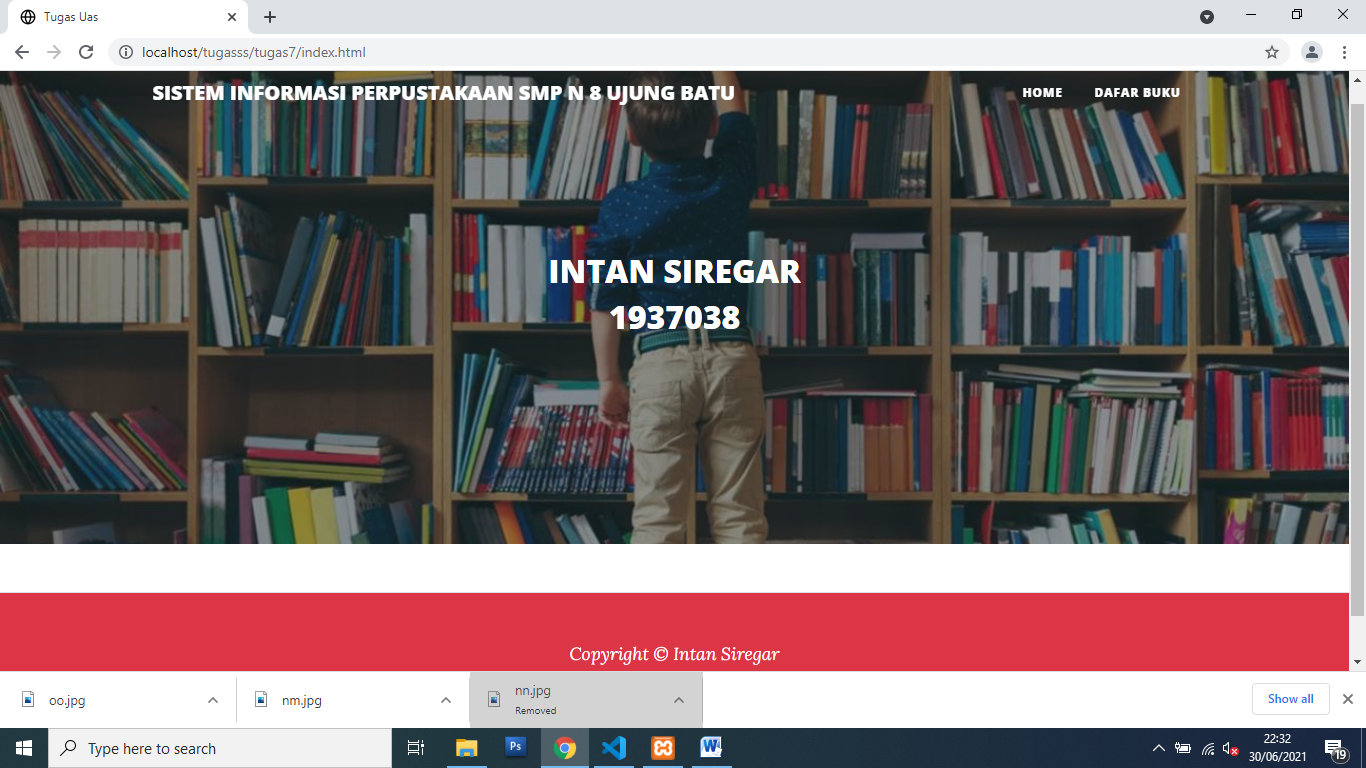 Tugas Uas
localhost/tugasss/tugas7/index.html
SISTEM INFORMASI PERPUSTAKAAN SMP N 8 UJUNG BATU
HOME
DAFAR BUKU
INTAN SIREGAR
1937038
Copyright © Intan Siregar
oo.jpg
nm.jpg
nn.jpg
Removed
Show all
Type here to search
Ps
W
22:32
30/06/2021
19